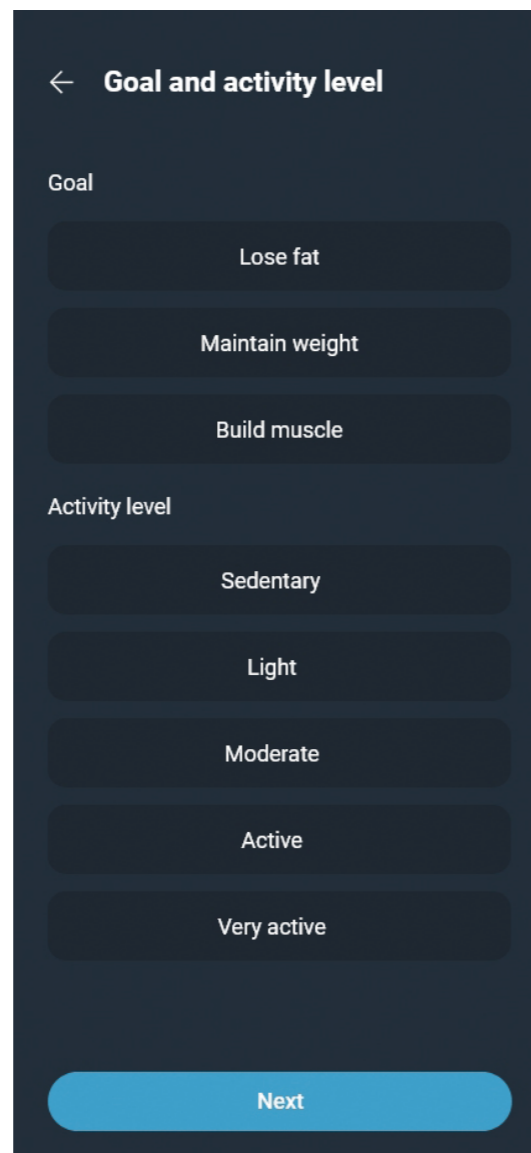 Goal and activity level
Goal
Lose fat
Maintain weight
Build muscle
Activity level
Sedentary
Light
Moderate
Active
Very active
Next